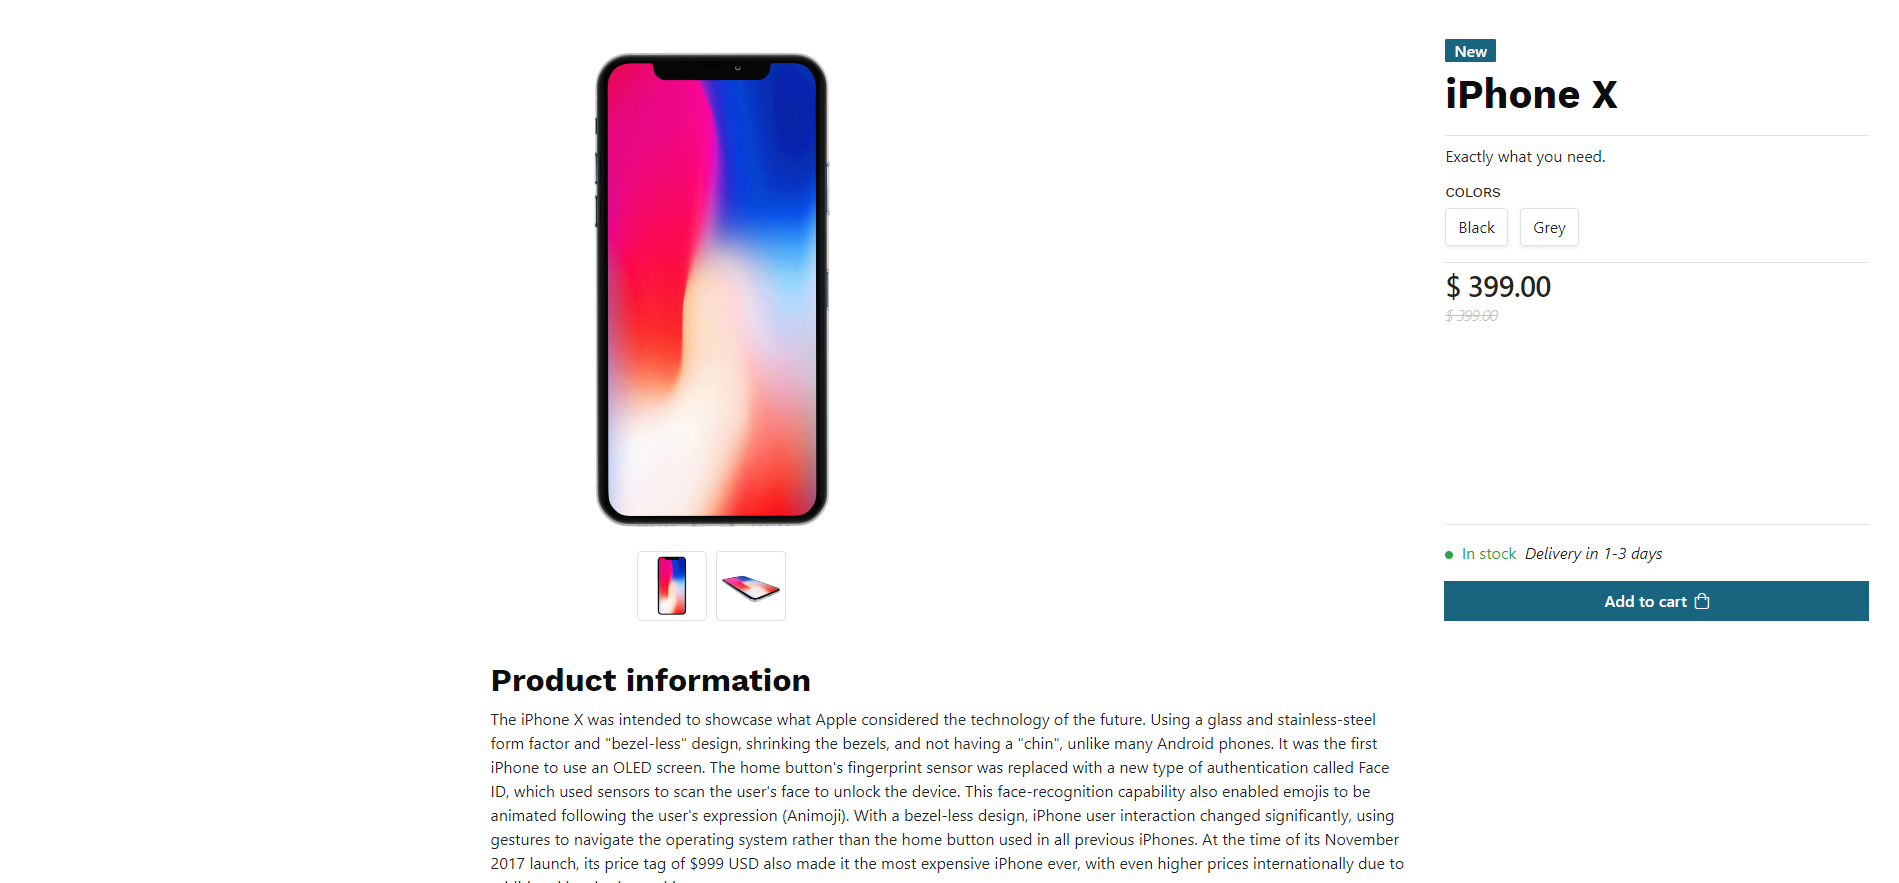 New
iPhone X
Exactly what you need.
COLORS
Black
Grey
$ 399.00
$ 399.00
In stock Delivery in 1-3 days
Add to cart
Product information
The iPhone X was intended to showcase what Apple considered the technology of the future. Using a glass and stainless-steel
form factor and "bezel-less" design, shrinking the bezels, and not having a "chin", unlike many Android phones. It was the first
iPhone to use an OLED screen. The home button's fingerprint sensor was replaced with a new type of authentication called Face
ID, which used sensors to scan the user's face to unlock the device. This face-recognition capability also enabled emojis to be
animated following the user's expression (Animoji). With a bezel-less design, iPhone user interaction changed significantly, using
gestures to navigate the operating system rather than the home button used in all previous iPhones. At the time of its November
2017 launch, its price tag of $999 USD also made it the most expensive iPhone ever, with even higher prices internationally due to